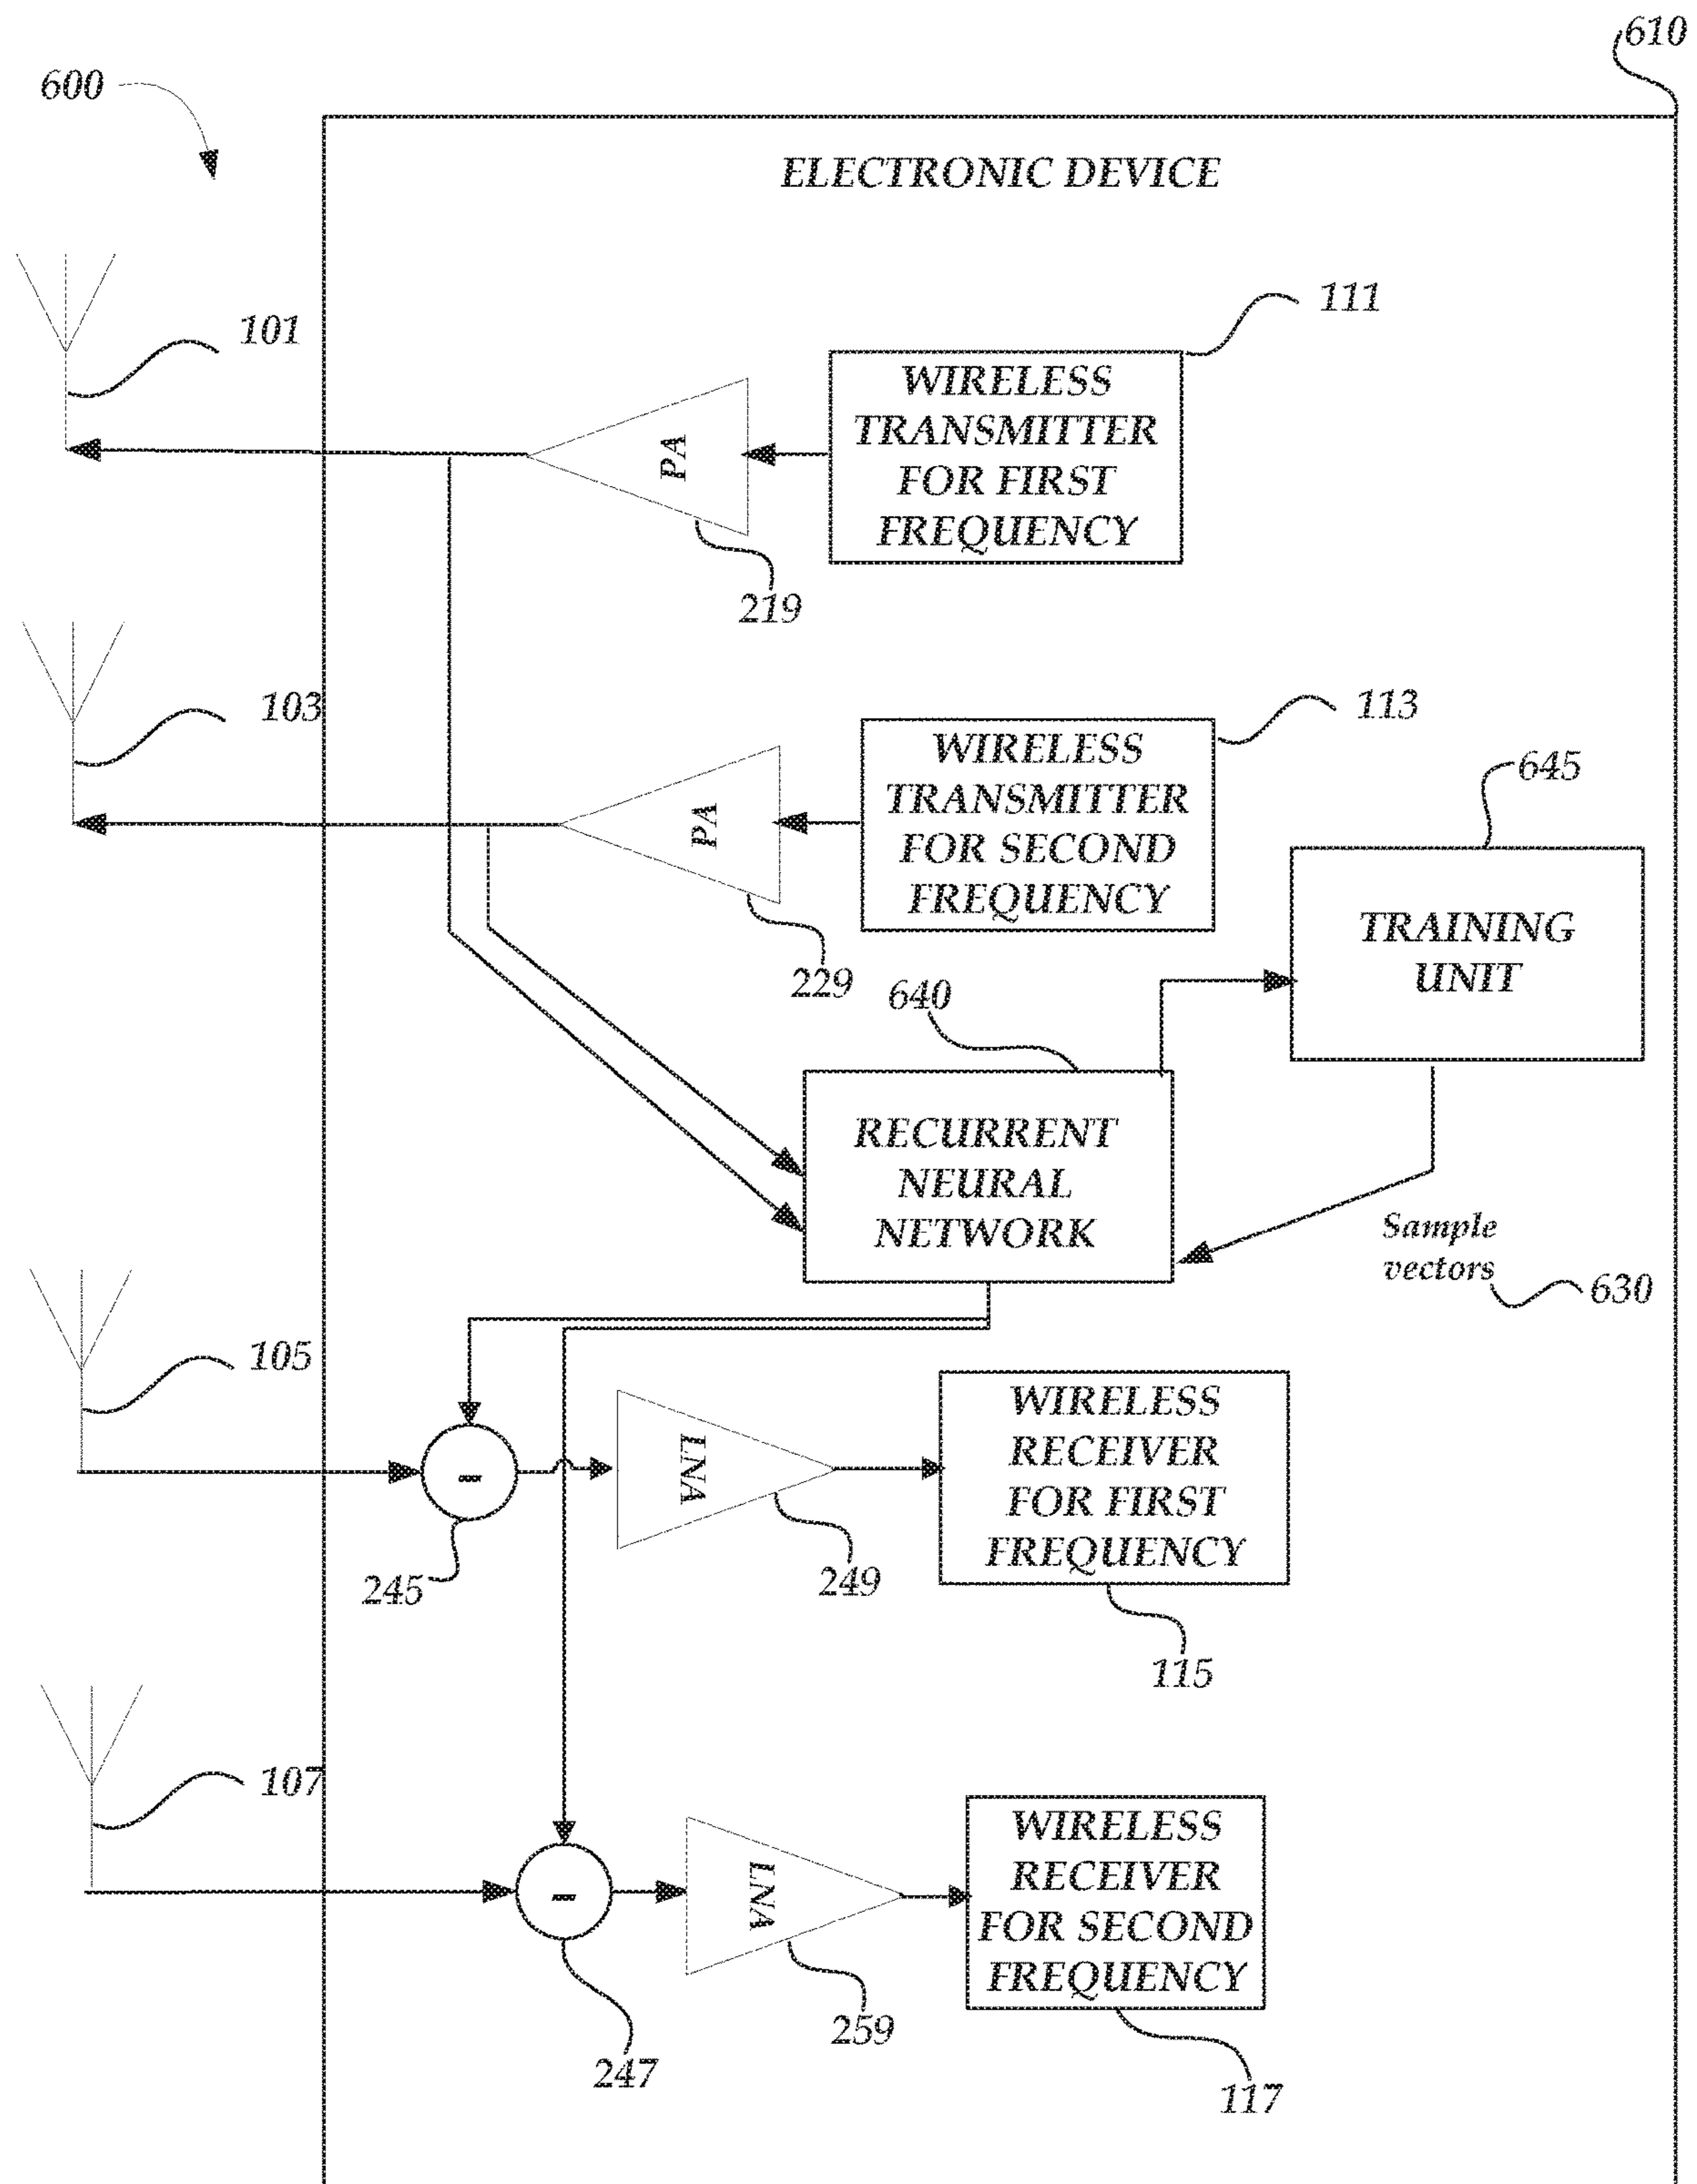 610
600
ELECTRONIC DEVICE
111
101
WIRELESS
TRANSMITTER
FOR FIRST
FREQUENCY
PA
219
113
103
WIRELESS
TRANSMITTER
FOR SECOND
FREQUENCY
PA
645
TRAINING
UNIT
229
640
RECURRENT
NEURAL
NETWORK
Sample
vectors
630
105
WIRELESS
RECEIVER
FOR FIRST
FREQUENCY
LNA
-
245
249
115
107
WIRELESS
RECEIVER
FOR SECOND
FREQUENCY
LNA
-
259
247
117